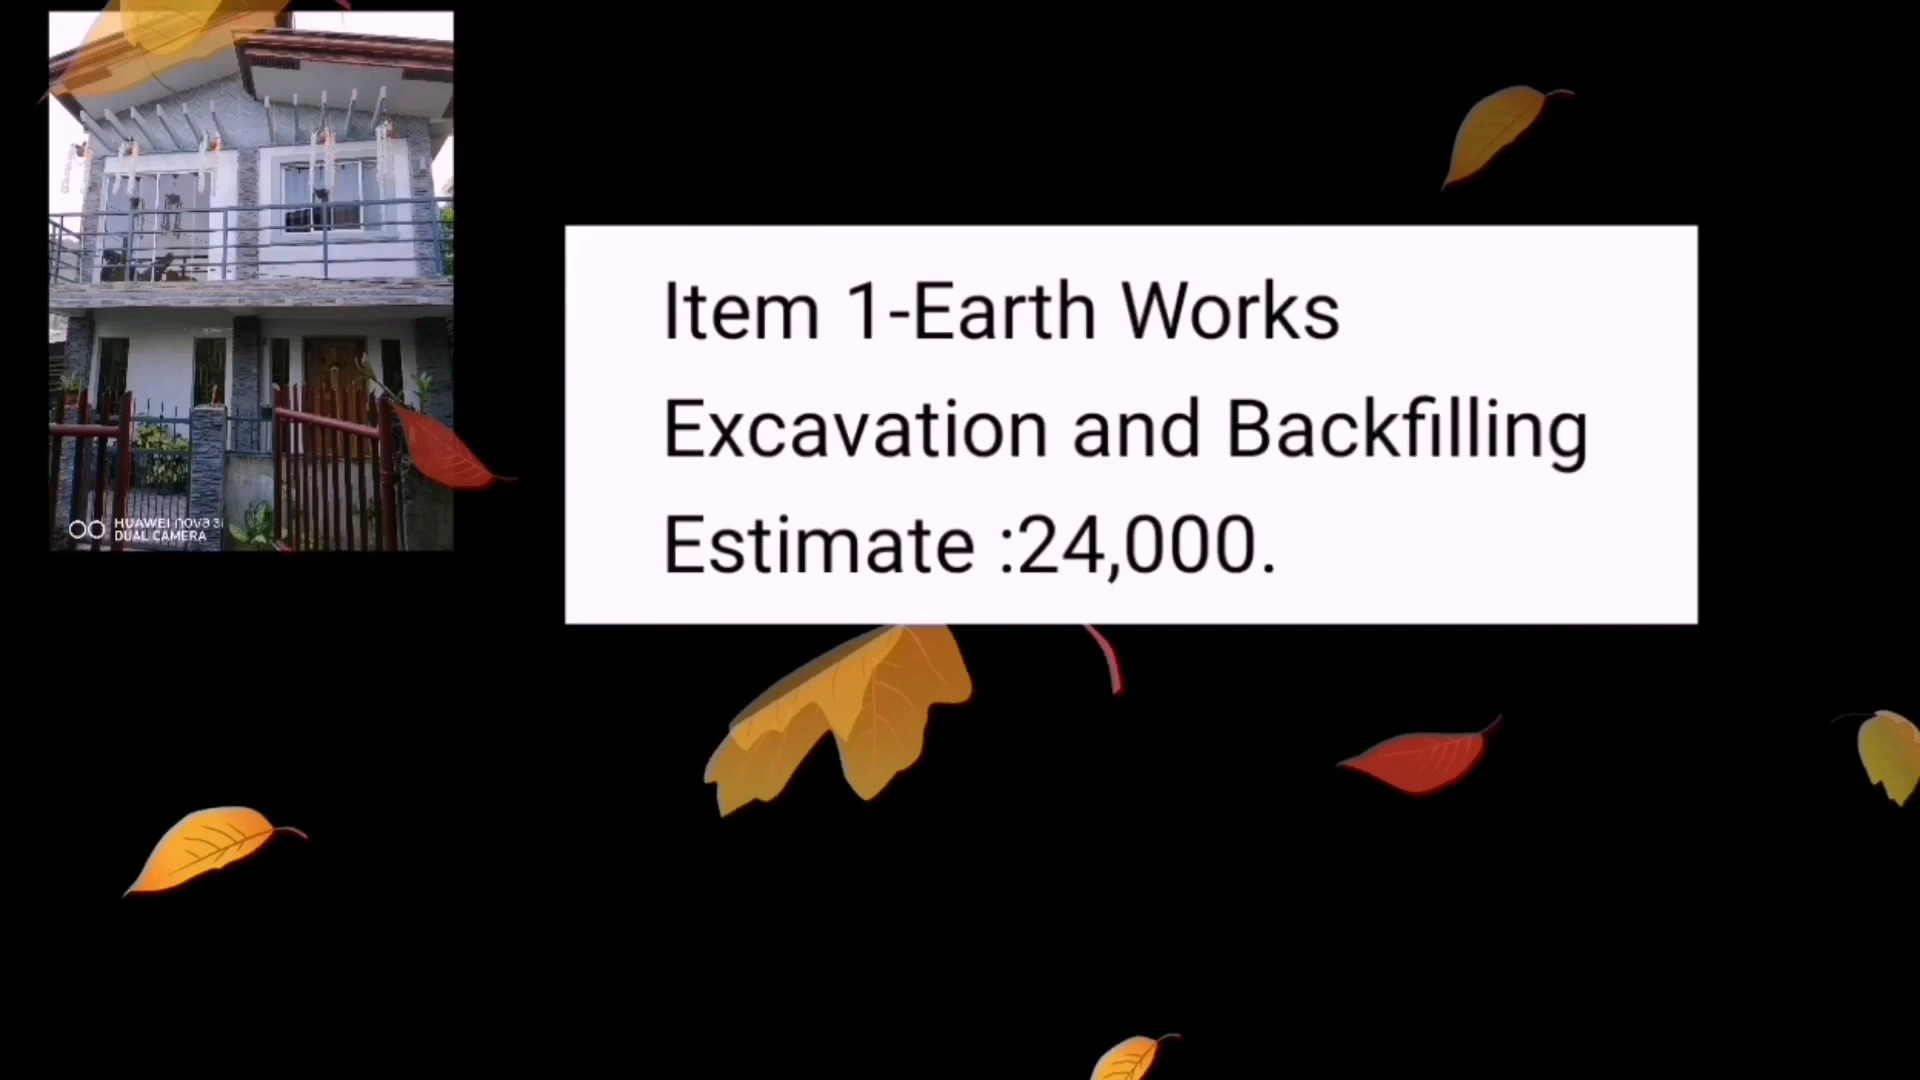 Item 1-Earth Works
Excavation and Backfilling
Estimate :24,000.
HUAWEI nova 3i
DUAL CAMERA